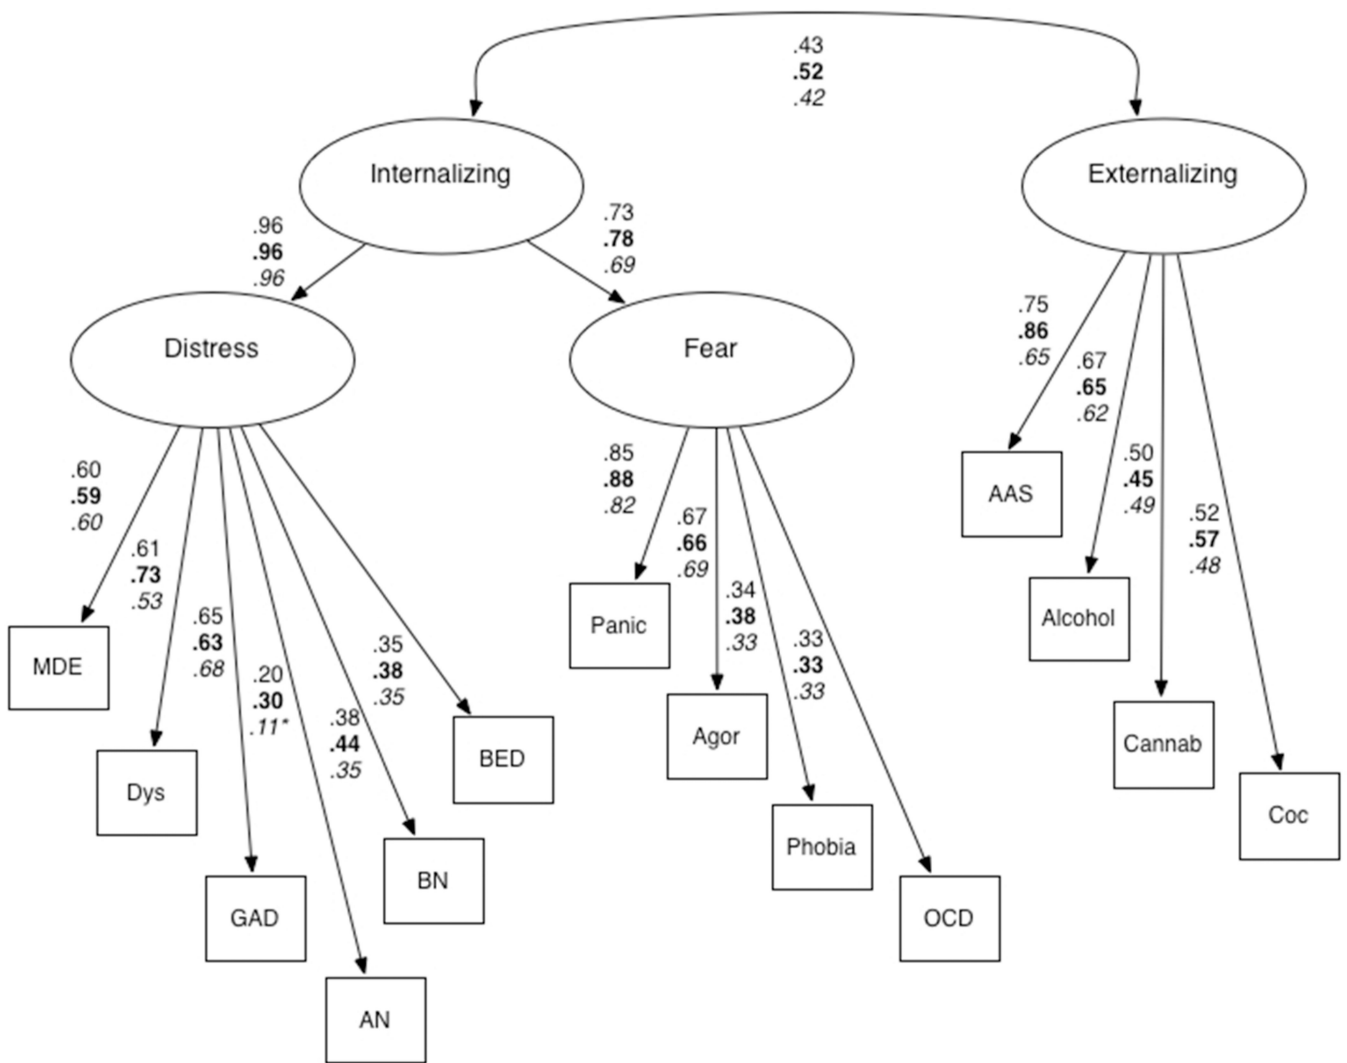 .43
.52
.42
Internalizing
Externalizing
.96
.96
.96
.73
.78
.69
Distress
Fear
.75
.86
.65
.67
.65
.62
.60
.59
.60
.61
.73
.53
.65
.63
.68
.20
.30
.11*
.38
.44
.35
.35
.38
.35
.85
.88
.82
.67
.66
.69
.34
.38
.33
.33
.33
.33
.50
.45
.49
.52
.57
.48
MDE
Dys
GAD
AN
BN
BED
Panic
Agor
Phobia
OCD
AAS
Alcohol
Cannab
Coc